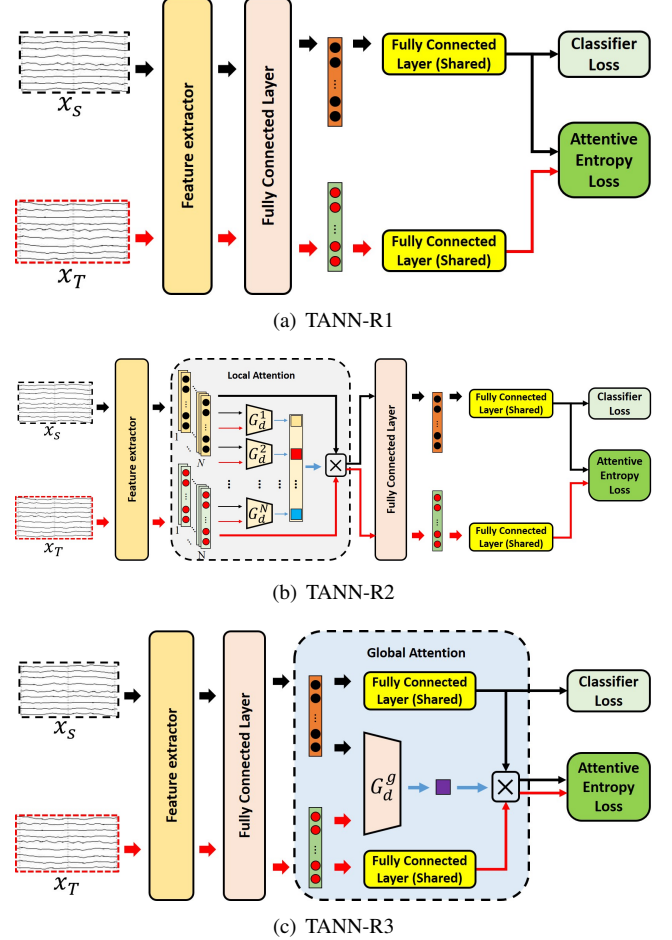 x_S
x_T
Feature extractor
Fully Connected Layer
...
...
Fully Connected
Layer (Shared)
Fully Connected
Layer (Shared)
Classifier
Loss
Attentive
Entropy
Loss
(a) TANN-R1
x_S
x_T
Feature extractor
Local Attention
1
N
1
N
G_d^1
G_d^2
... ... ...
G_d^N
×
Fully Connected Layer
Fully Connected
Layer (Shared)
Fully Connected
Layer (Shared)
Classifier
Loss
Attentive
Entropy
Loss
(b) TANN-R2
x_S
x_T
Feature extractor
Fully Connected Layer
Global Attention
...
...
Fully Connected
Layer (Shared)
G_d^g
Fully Connected
Layer (Shared)
×
Classifier
Loss
Attentive
Entropy
Loss
(c) TANN-R3